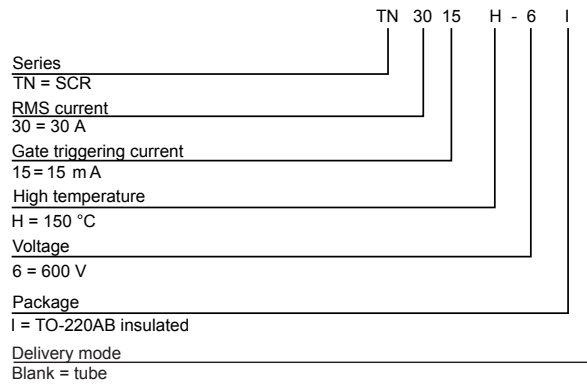 TN 30 15 H - 6 I
Series
TN = SCR
RMS current
30 = 30 A
Gate triggering current
15 = 15 mA
High temperature
H = 150 °C
Voltage
6 = 600 V
Package
I = TO-220AB insulated
Delivery mode
Blank = tube